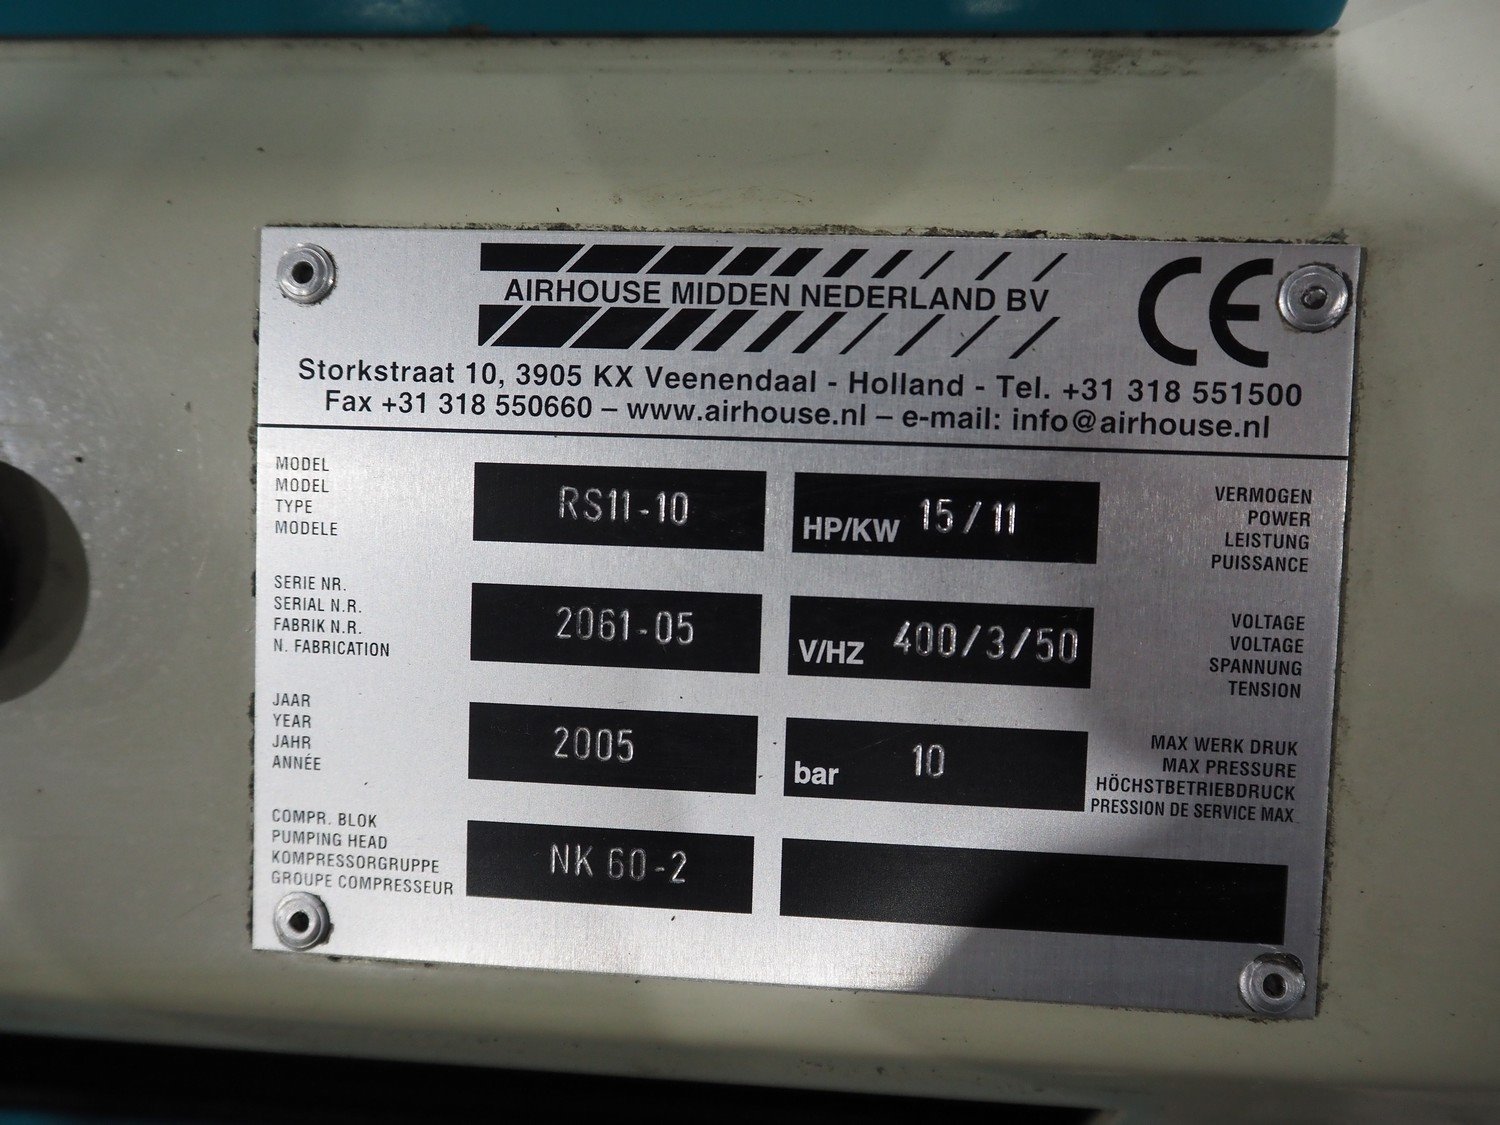 AIRHOUSE MIDDEN NEDERLAND BV
CE
Storkstraat 10, 3905 KX Veenendaal - Holland - Tel. +31 318 551500
Fax +31 318 550660 – www.airhouse.nl – e-mail: info@airhouse.nl
MODEL
MODEL
TYPE
MODELE
RS11-10
HP/KW 15/11
VERMOGEN
POWER
LEISTUNG
PUISSANCE
SERIE NR.
SERIAL N.R.
FABRIK N.R.
N. FABRICATION
2061-05
V/HZ 400/3/50
VOLTAGE
VOLTAGE
SPANNUNG
TENSION
JAAR
YEAR
JAHR
ANNÉE
2005
bar 10
MAX WERK DRUK
MAX PRESSURE
HÖCHSTBETRIEBDRUCK
PRESSION DE SERVICE MAX.
COMPR. BLOK
PUMPING HEAD
KOMPRESSORGRUPPE
GROUPE COMPRESSEUR
NK 60-2